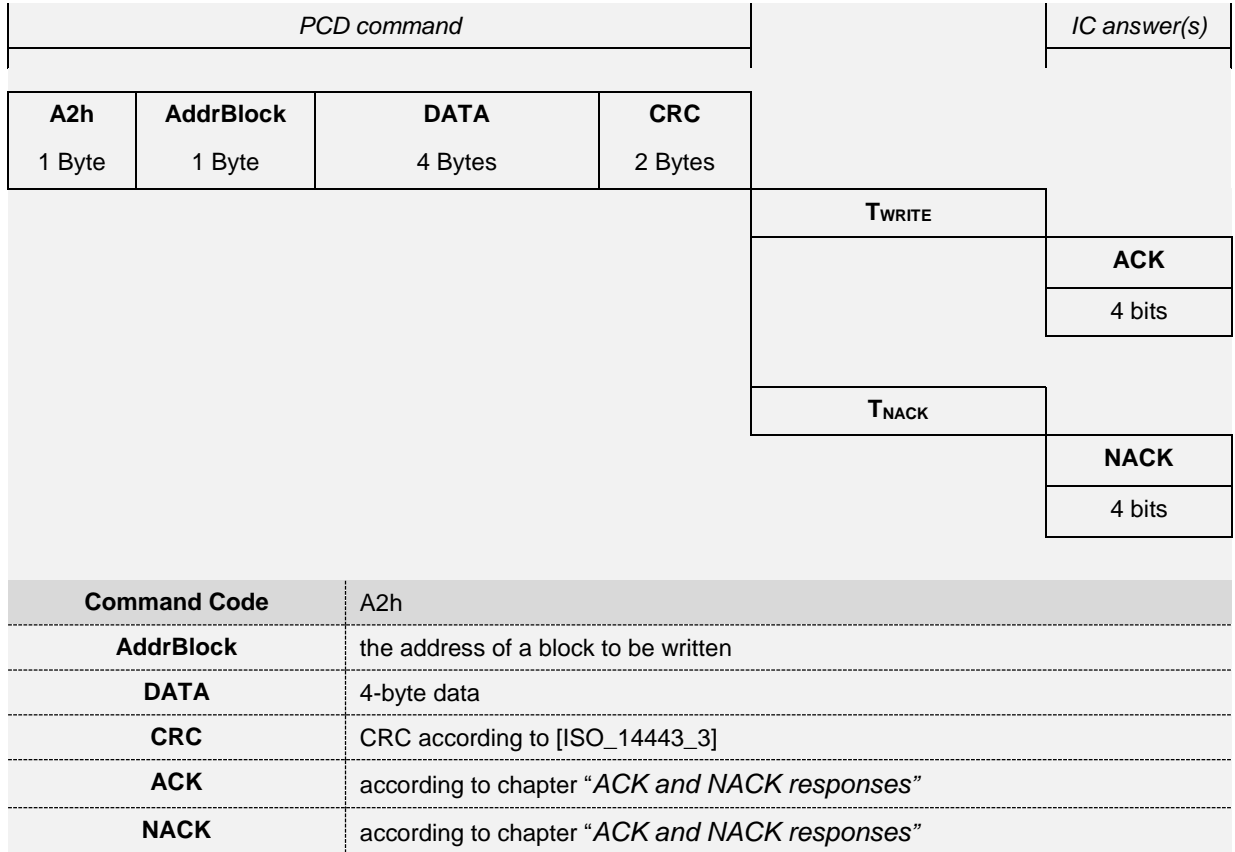 PCD command IC answer(s)
A2h AddrBlock DATA CRC
1 Byte 1 Byte 4 Bytes 2 Bytes
TWRITE
ACK
4 bits
TNACK
NACK
4 bits
Command Code A2h
AddrBlock the address of a block to be written
DATA 4-byte data
CRC CRC according to [ISO_14443_3]
ACK according to chapter “ACK and NACK responses”
NACK according to chapter “ACK and NACK responses”